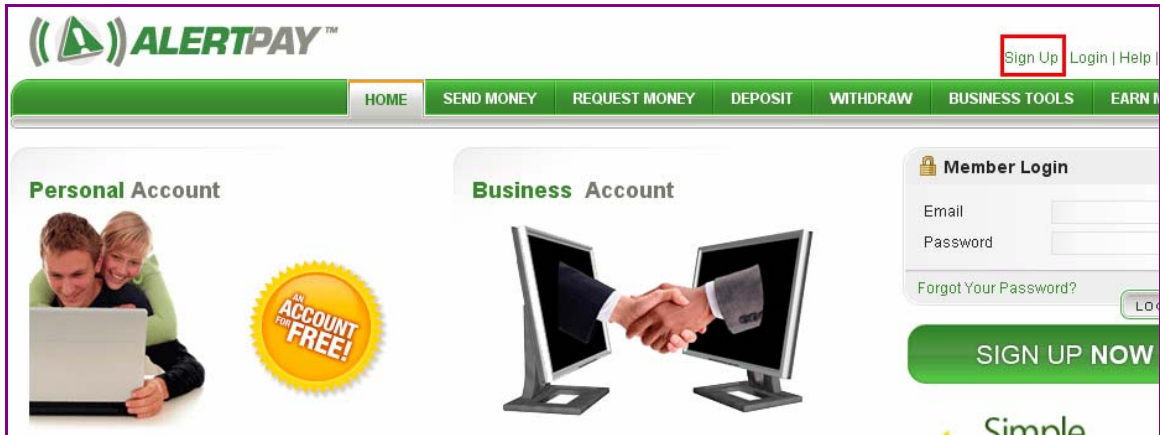 ((A)) ALERTPAY™
Sign Up Login | Help |
HOME SEND MONEY REQUEST MONEY DEPOSIT WITHDRAW BUSINESS TOOLS EARN
Personal Account
AN ACCOUNT FOR FREE!
Business Account
Member Login
Email
Password
Forgot Your Password?
SIGN UP NOW
Simple